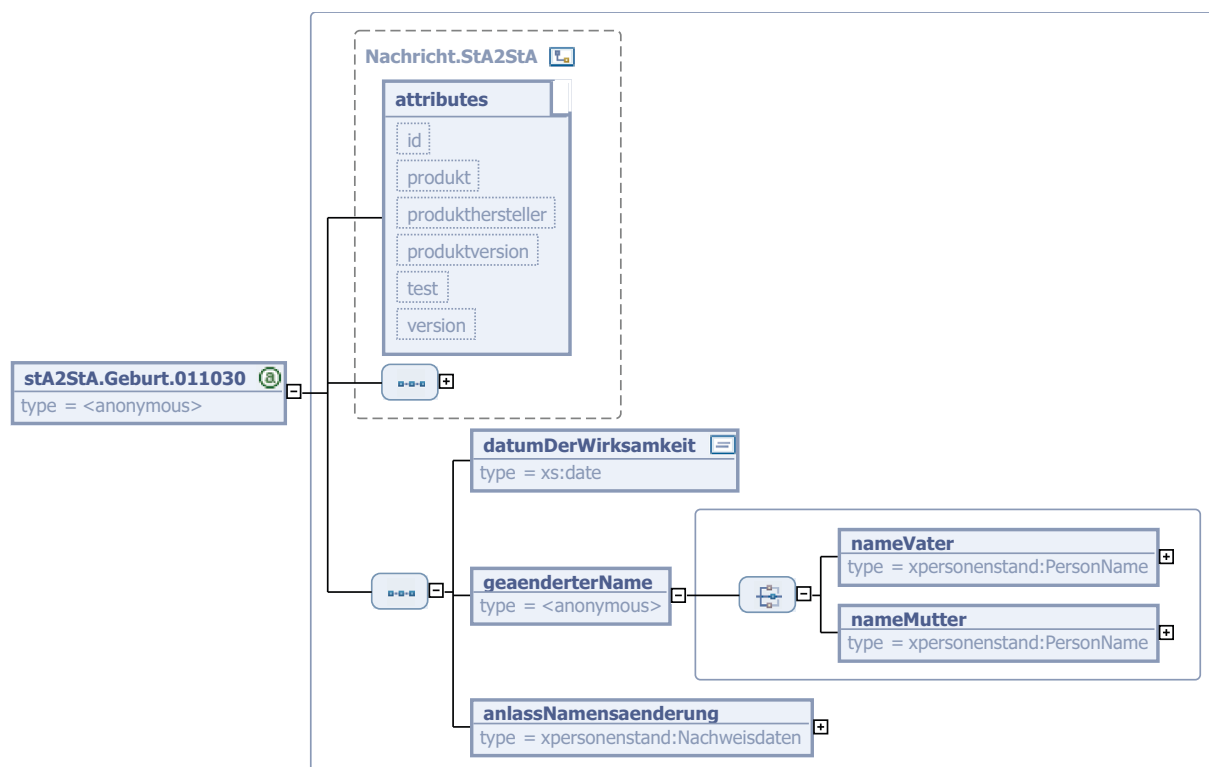 Nachricht.StA2StA
attributes
id
produkt
produkthersteller
produktversion
test
version
stA2StA.Geburt.011030
type = <anonymous>
datumDerWirksamkeit
type = xs:date
geaenderterName
type = <anonymous>
nameVater
type = xpersonenstand:PersonName
nameMutter
type = xpersonenstand:PersonName
anlassNamensaenderung
type = xpersonenstand:Nachweisdaten